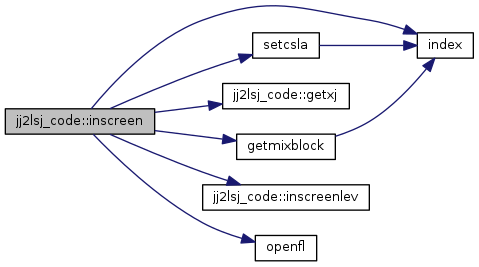 jj2lsj_code::inscreen
setcsla
index
jj2lsj_code::getxj
getmixblock
jj2lsj_code::inscreenlev
openfl